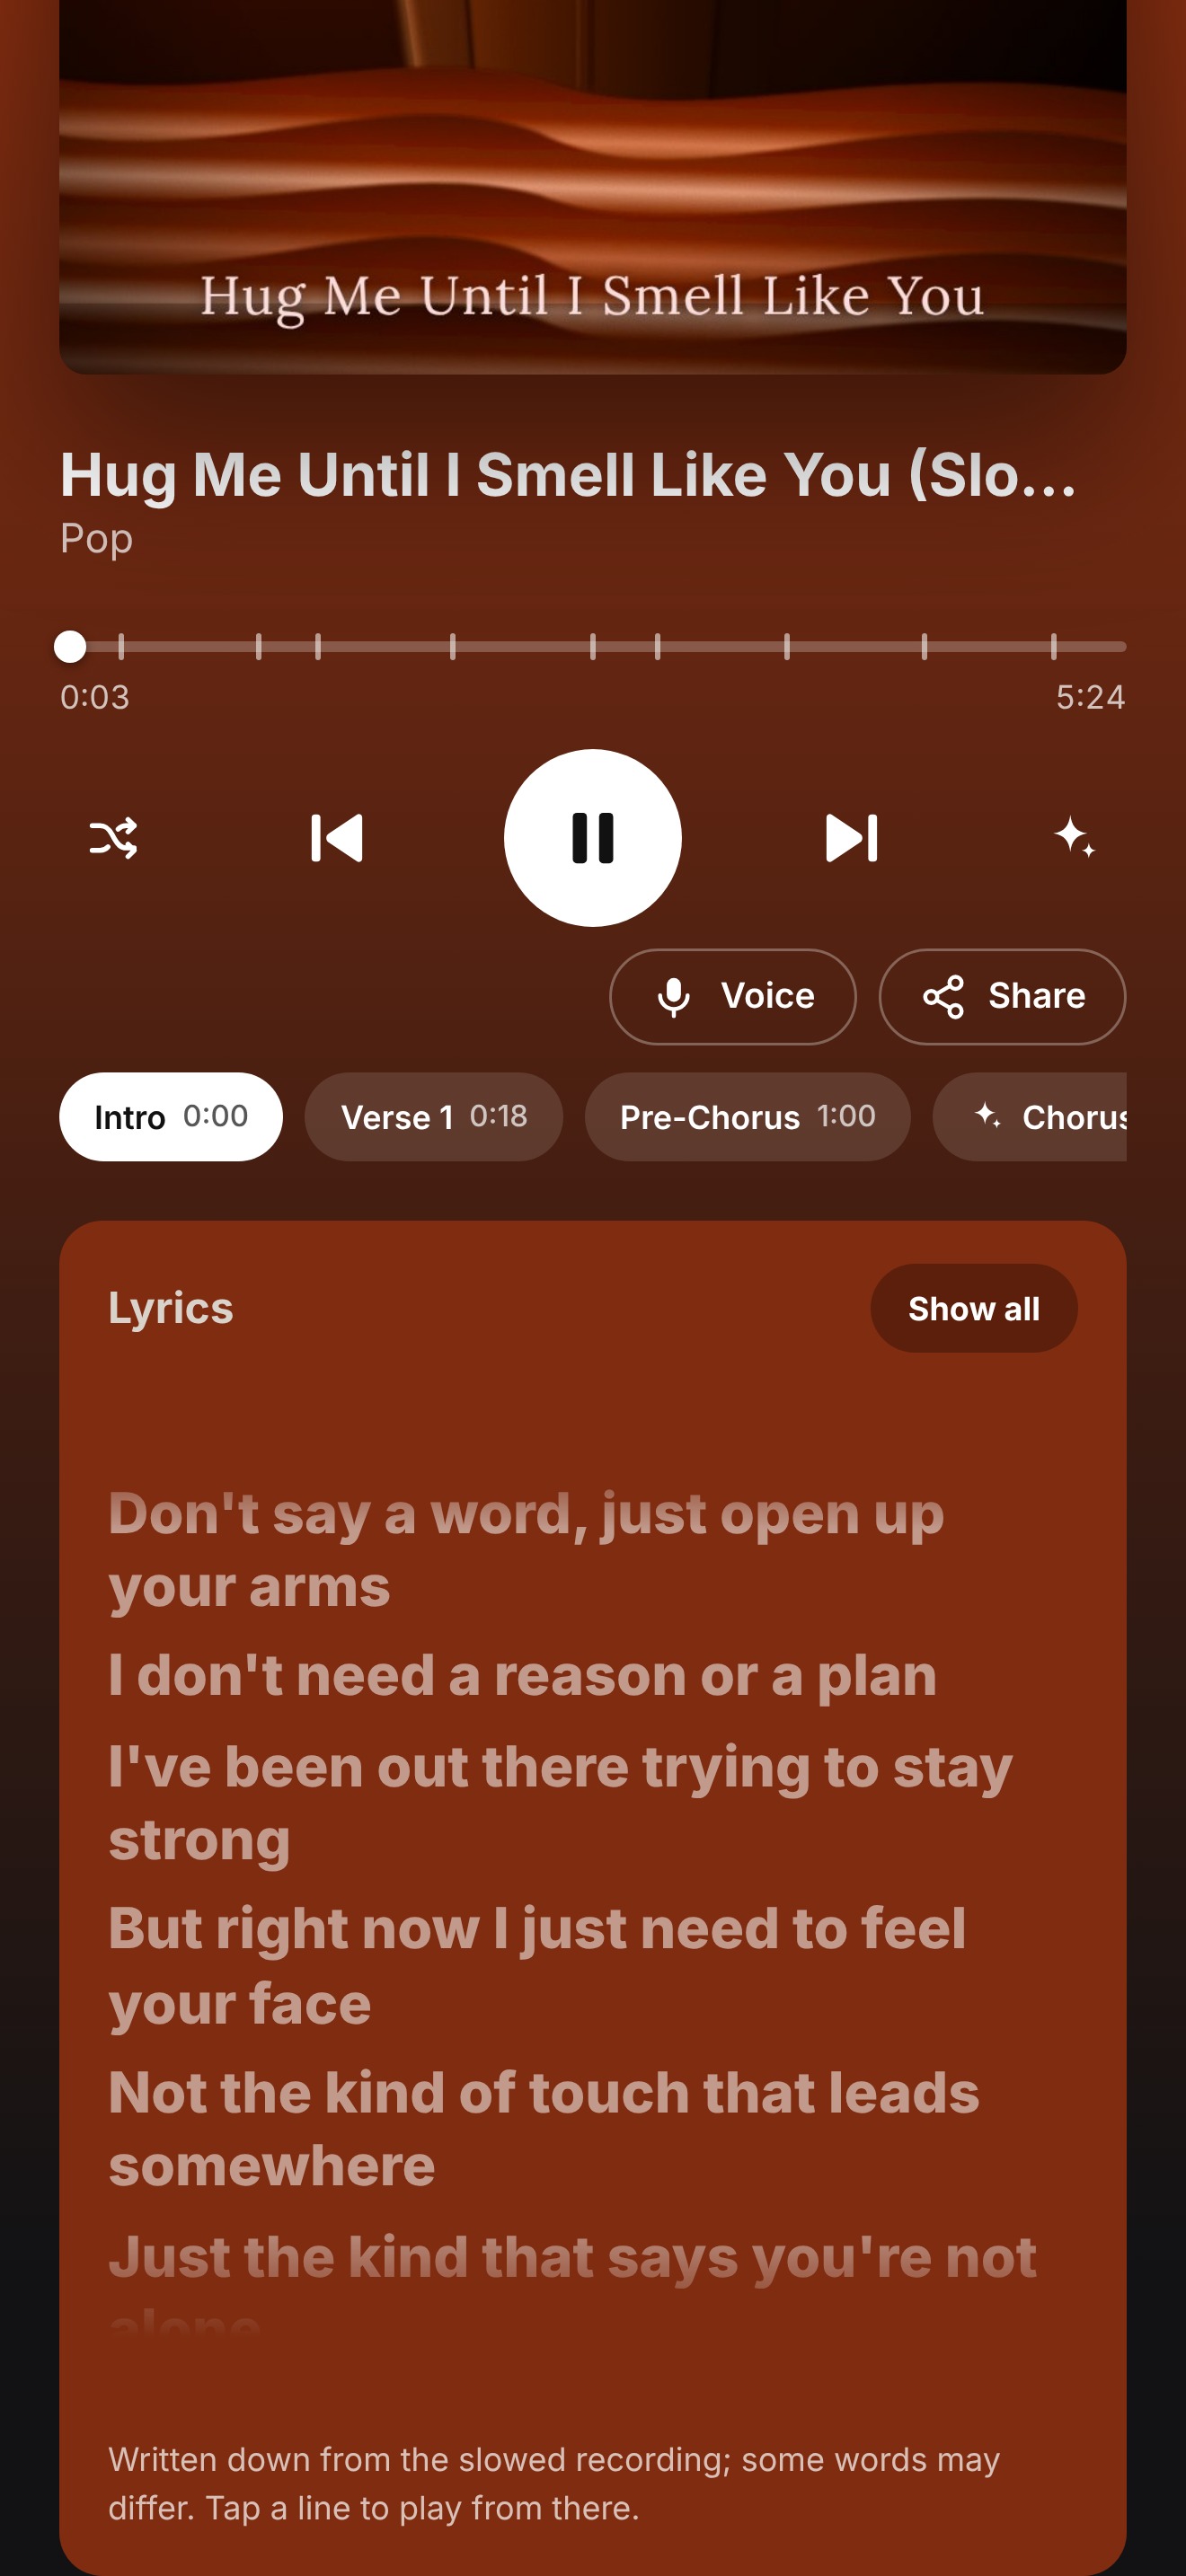 Hug Me Until I Smell Like You
Hug Me Until I Smell Like You (Slo...
Pop
0:03 5:24
Voice Share
Intro 0:00 Verse 1 0:18 Pre-Chorus 1:00 Chorus
Lyrics Show all
Don't say a word, just open up
your arms
I don't need a reason or a plan
I've been out there trying to stay
strong
But right now I just need to feel
your face
Not the kind of touch that leads
somewhere
Just the kind that says you're not
alone
Written down from the slowed recording; some words may
differ. Tap a line to play from there.